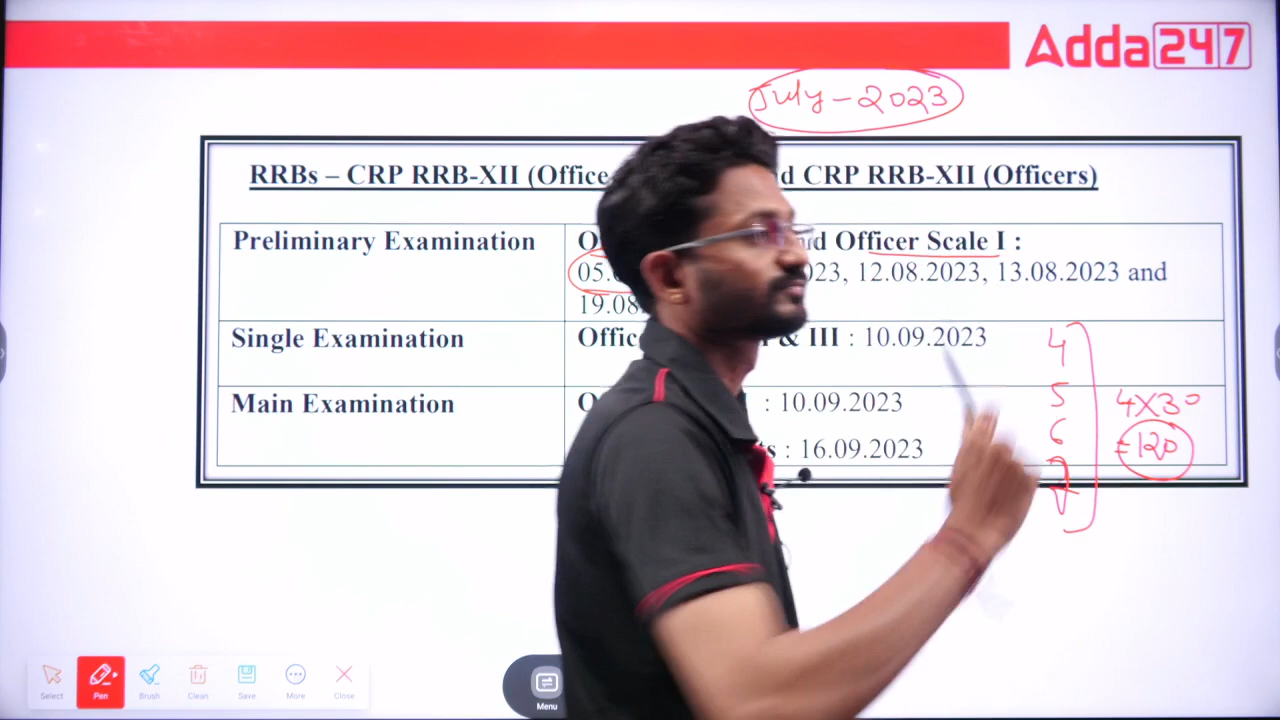 Adda247
July-2023
RRBs – CRP RRB-XII (Office d CRP RRB-XII (Officers)
Preliminary Examination
nd Officer Scale I :
05. 023, 12.08.2023, 13.08.2023 and
19.08
Single Examination
Offic & III : 10.09.2023
Main Examination
: 10.09.2023
ts : 16.09.2023
4
5
6
7
4X30
=120
Select
Pen
Brush
Clean
Save
More
Close
Menu